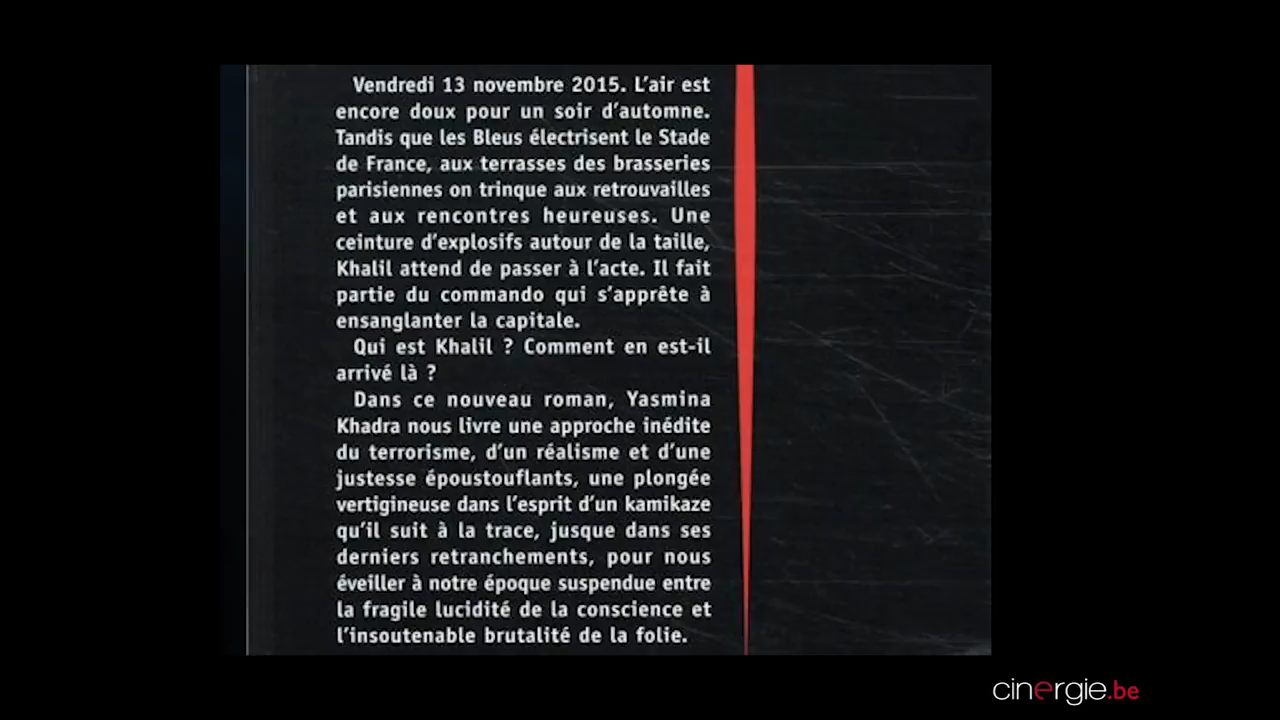 Vendredi 13 novembre 2015. L'air est
encore doux pour un soir d'automne.
Tandis que les Bleus électrisent le Stade
de France, aux terrasses des brasseries
parisiennes on trinque aux retrouvailles
et aux rencontres heureuses. Une
ceinture d'explosifs autour de la taille,
Khalil attend de passer à l'acte. Il fait
partie du commando qui s'apprête à
ensanglanter la capitale.
Qui est Khalil ? Comment en est-il
arrivé là ?
Dans ce nouveau roman, Yasmina
Khadra nous livre une approche inédite
du terrorisme, d'un réalisme et d'une
justesse époustouflants, une plongée
vertigineuse dans l'esprit d'un kamikaze
qu'il suit à la trace, jusque dans ses
derniers retranchements, pour nous
éveiller à notre époque suspendue entre
la fragile lucidité de la conscience et
l'insoutenable brutalité de la folie.
cinergie.be